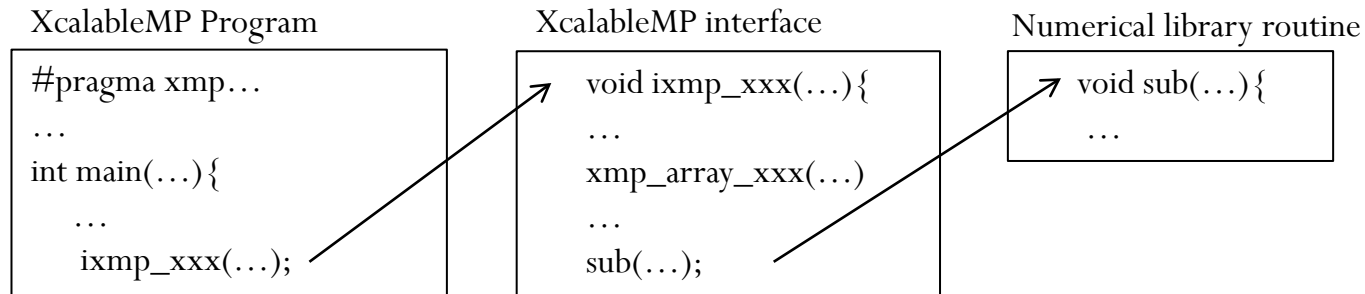 XcalableMP Program
#pragma xmp…
…
int main(…){
…
ixmp_xxx(…);
XcalableMP interface
void ixmp_xxx(…){
…
xmp_array_xxx(…)
…
sub(…);
Numerical library routine
void sub(…){
…